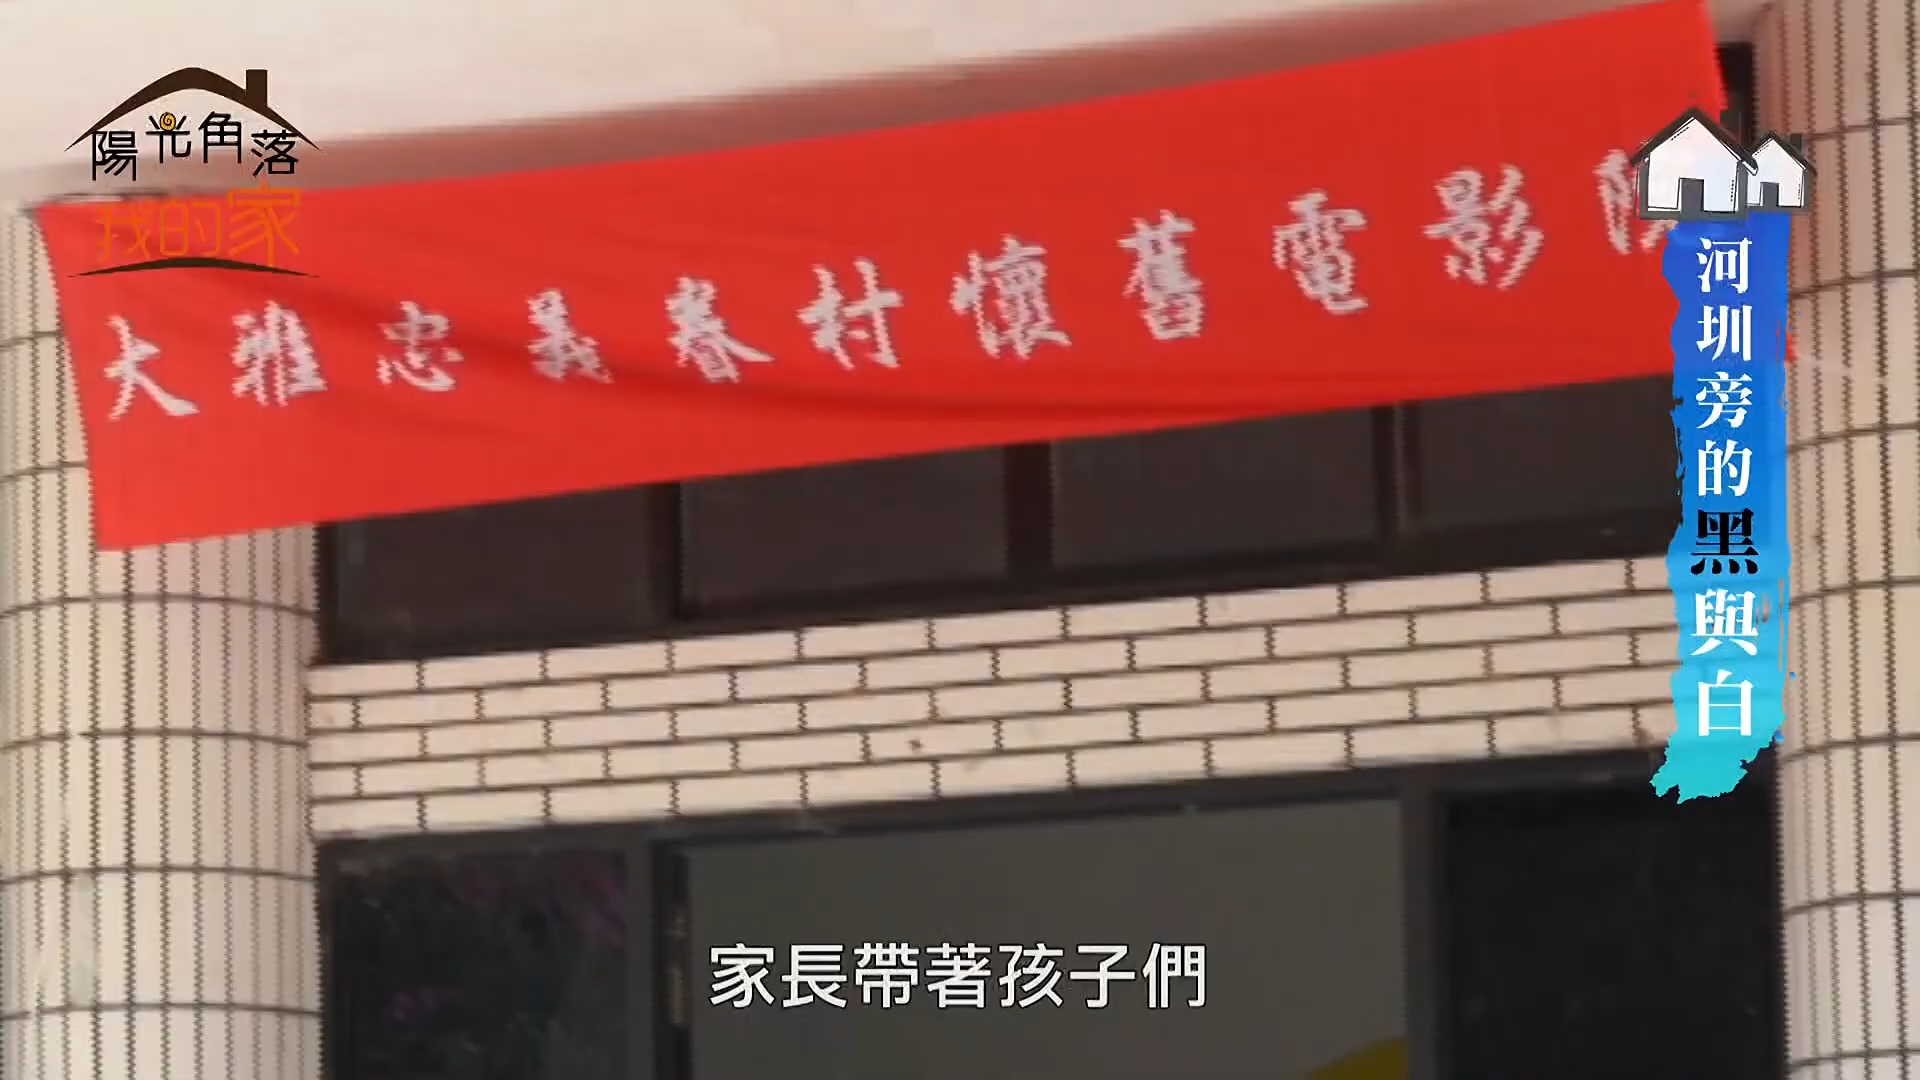 陽光角落
我的家
大雅忠義眷村懷舊電影院
河圳旁的黑與白
家長帶著孩子們